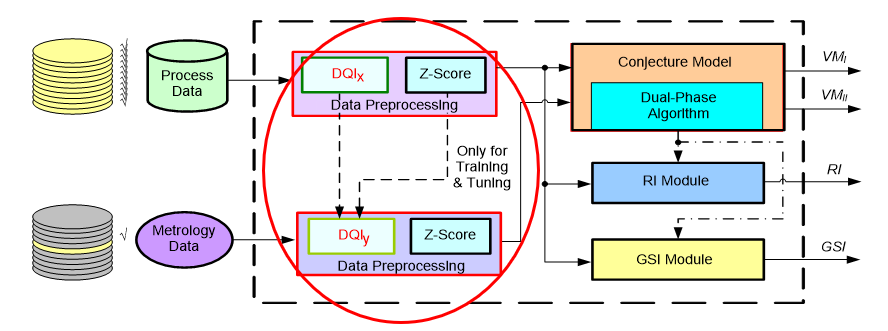 Process
Data
DQIx
Z-Score
Data Preprocessing
Conjecture Model
Dual-Phase
Algorithm
VMI
VMII
Only for
Training
& Tuning
RI Module
RI
Metrology
Data
DQIy
Z-Score
Data Preprocessing
GSI Module
GSI